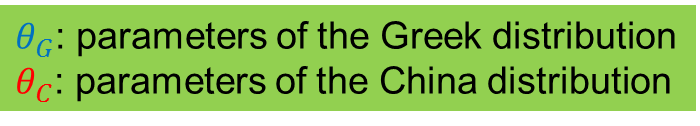 θ_G: parameters of the Greek distribution
θ_C: parameters of the China distribution